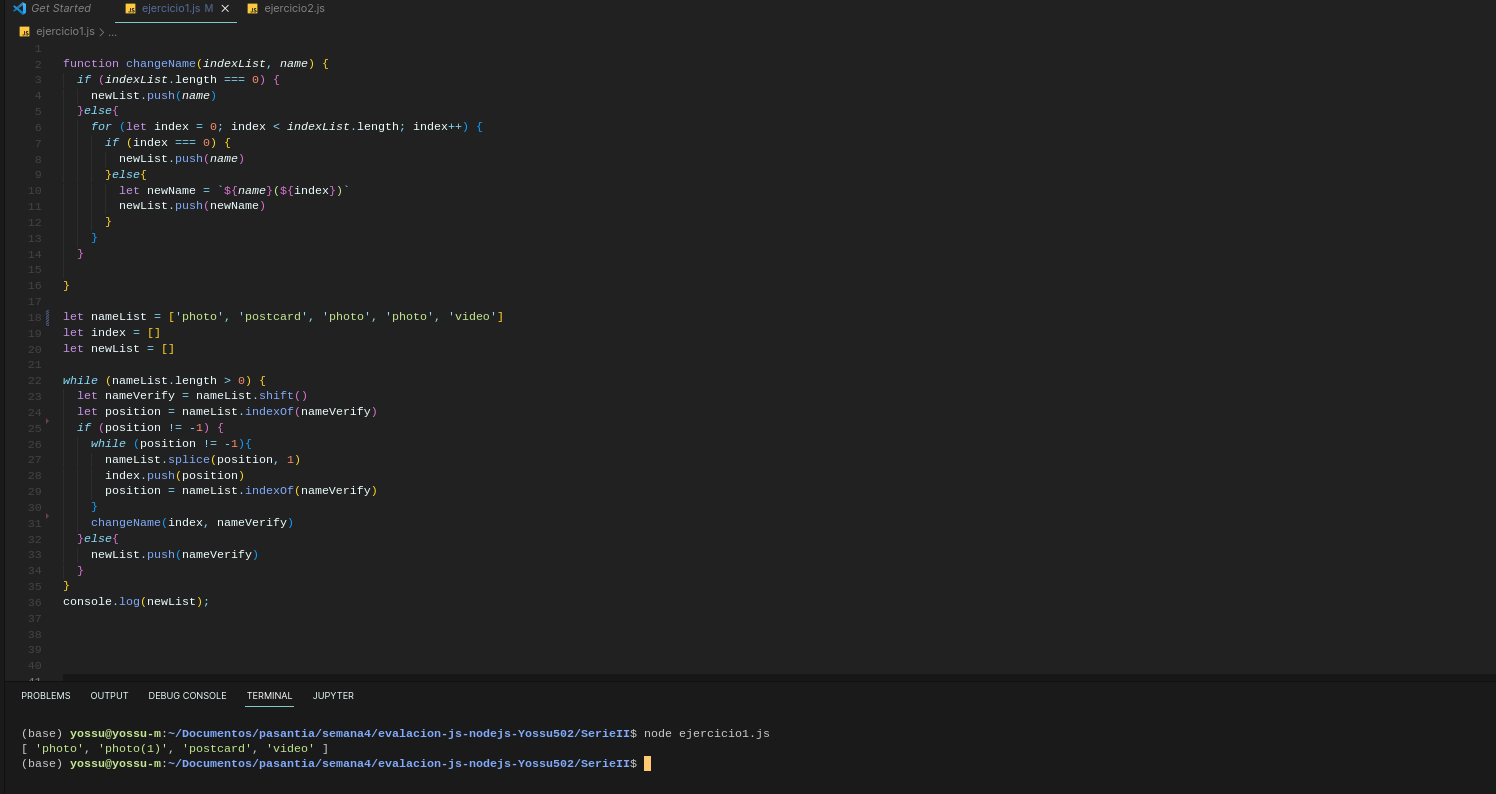 Get Started ejercicio1.js M ejercicio2.js
ejercicio1.js > ...
1
2 function changeName(indexList, name) {
3 if (indexList.length === 0) {
4 newList.push(name)
5 }else{
6 for (let index = 0; index < indexList.length; index++) {
7 if (index === 0) {
8 newList.push(name)
9 }else{
10 let newName = `${name}(${index})`
11 newList.push(newName)
12 }
13 }
14 }
15
16 }
17
18 let nameList = ['photo', 'postcard', 'photo', 'photo', 'video']
19 let index = []
20 let newList = []
21
22 while (nameList.length > 0) {
23 let nameVerify = nameList.shift()
24 let position = nameList.indexOf(nameVerify)
25 if (position != -1) {
26 while (position != -1){
27 nameList.splice(position, 1)
28 index.push(position)
29 position = nameList.indexOf(nameVerify)
30 }
31 changeName(index, nameVerify)
32 }else{
33 newList.push(nameVerify)
34 }
35 }
36 console.log(newList);
37
38
39
40
41
PROBLEMS OUTPUT DEBUG CONSOLE TERMINAL JUPYTER
(base) yossu@yossu-m:~/Documentos/pasantia/semana4/evalacion-js-nodejs-Yossu502/SerieII$ node ejercicio1.js
[ 'photo', 'photo(1)', 'postcard', 'video' ]
(base) yossu@yossu-m:~/Documentos/pasantia/semana4/evalacion-js-nodejs-Yossu502/SerieII$